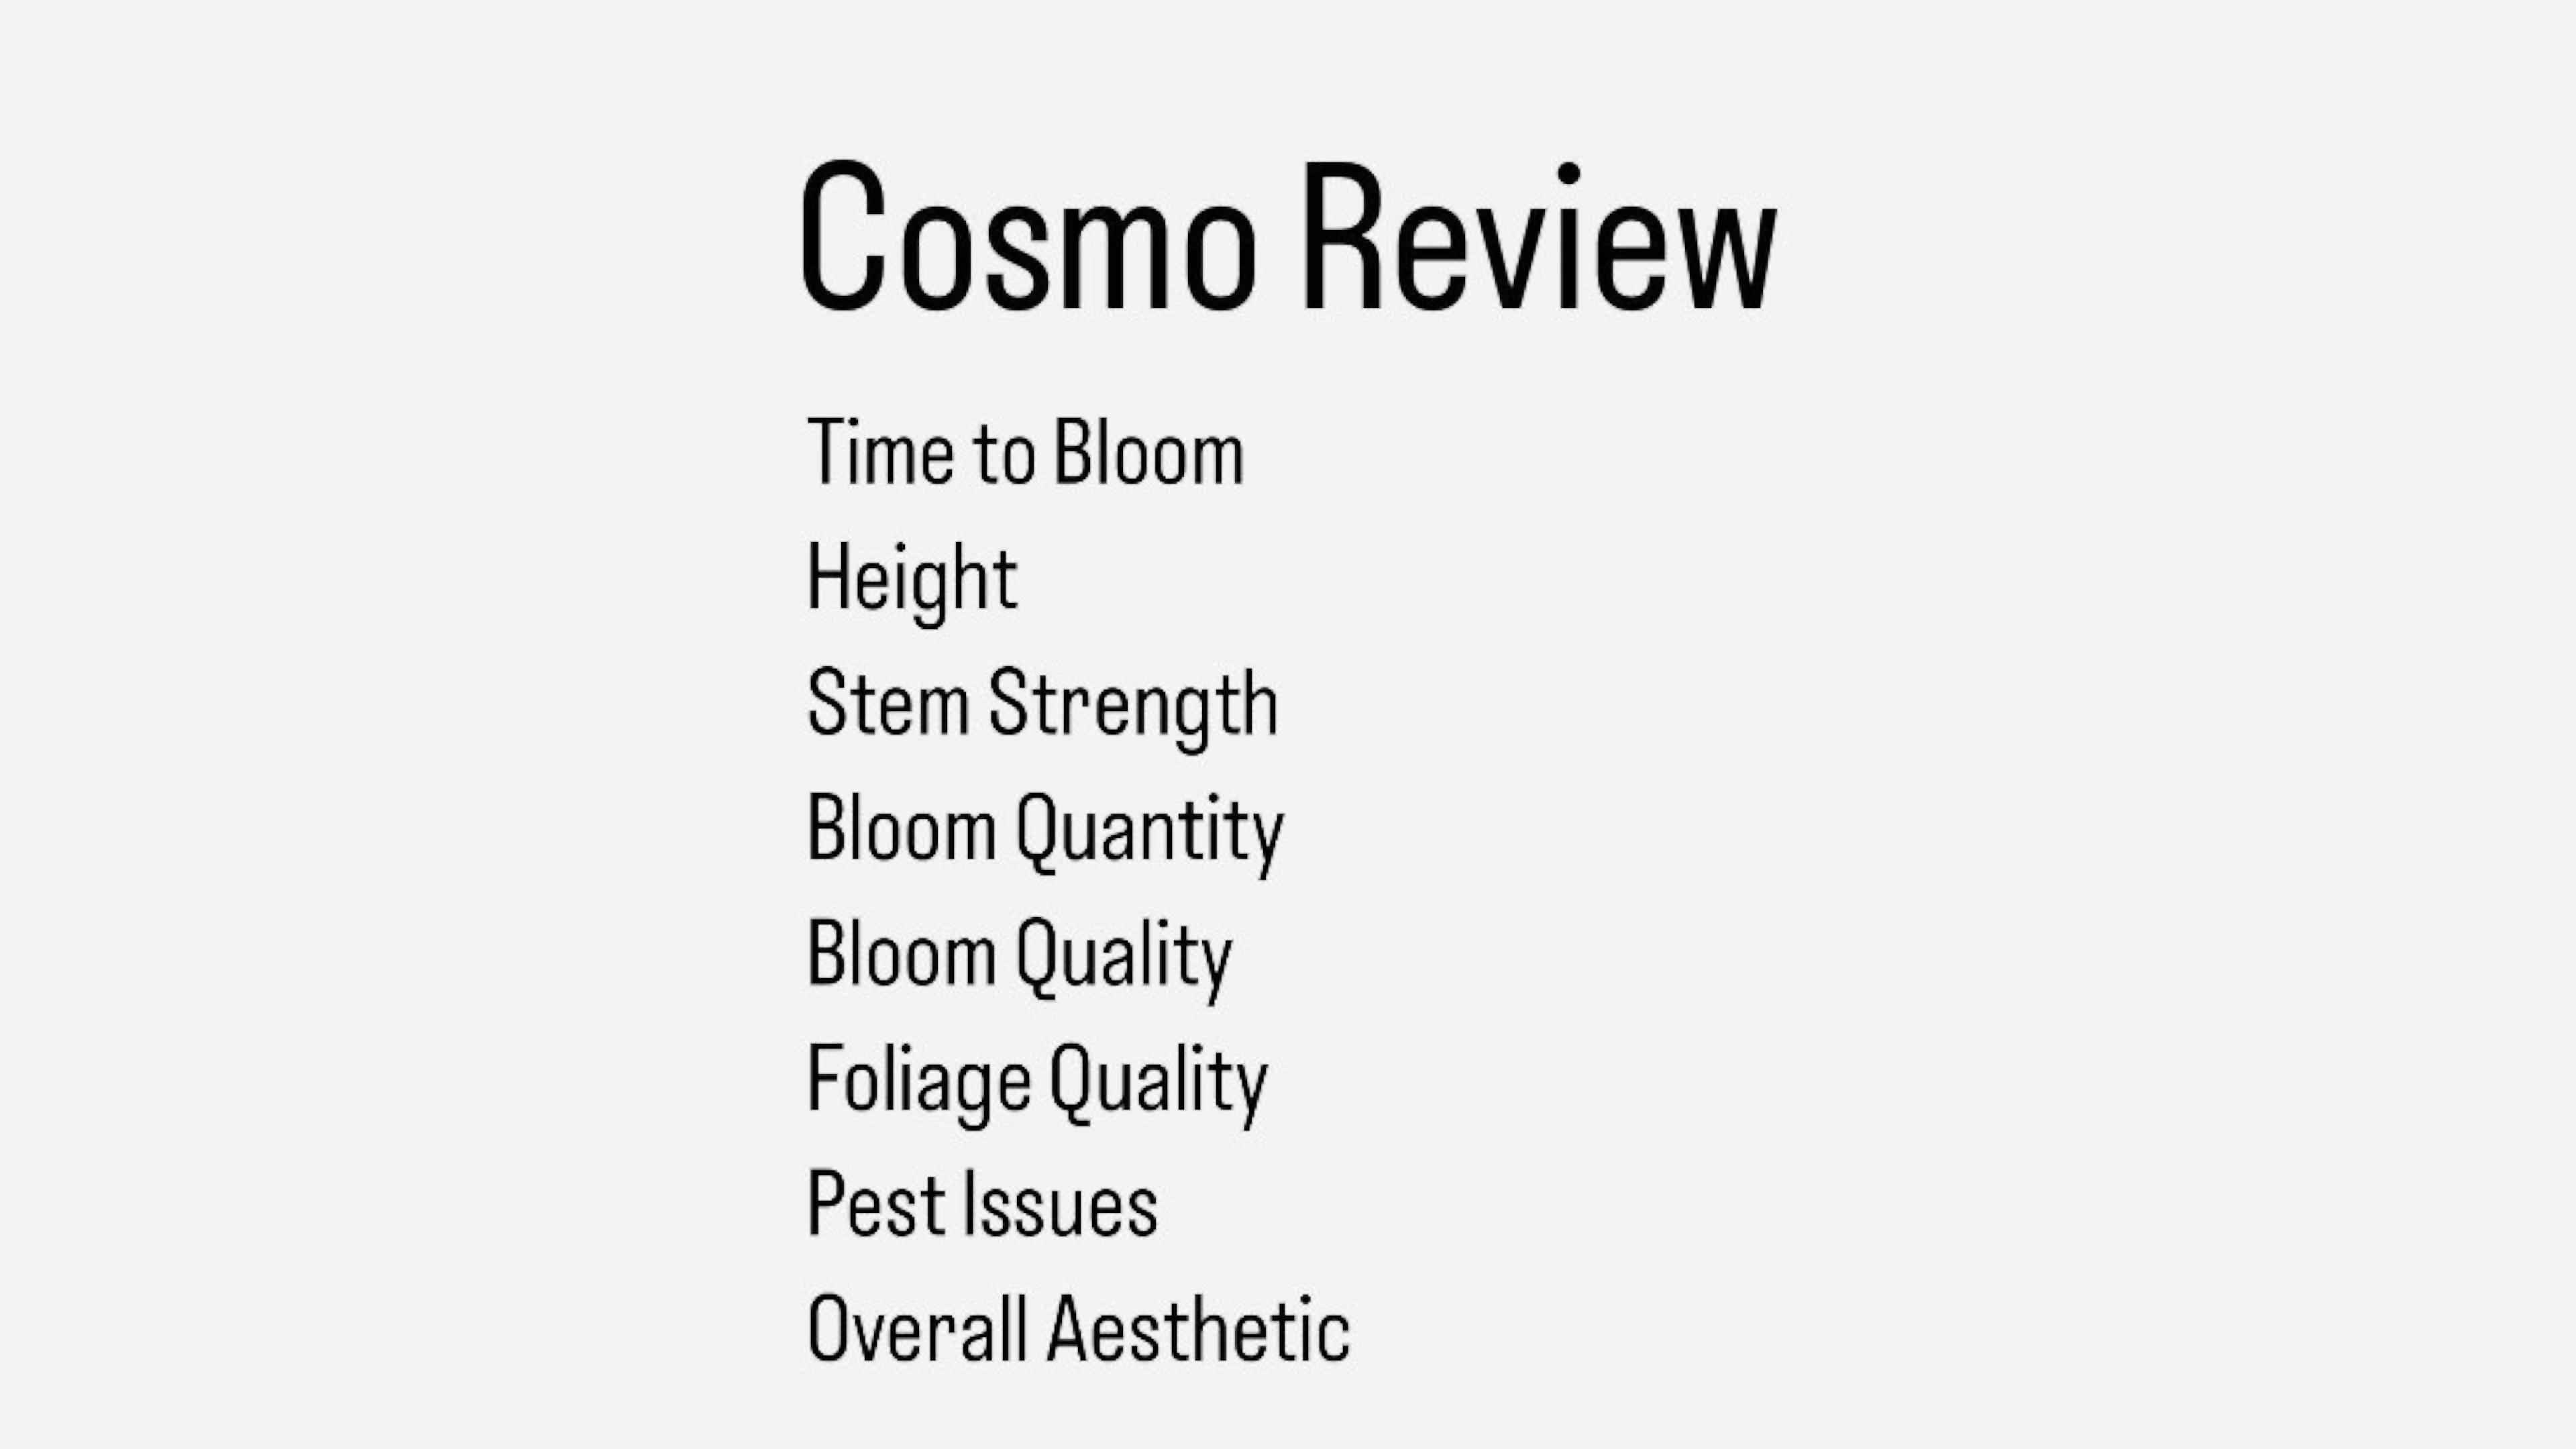 Cosmo Review
Time to Bloom
Height
Stem Strength
Bloom Quantity
Bloom Quality
Foliage Quality
Pest Issues
Overall Aesthetic